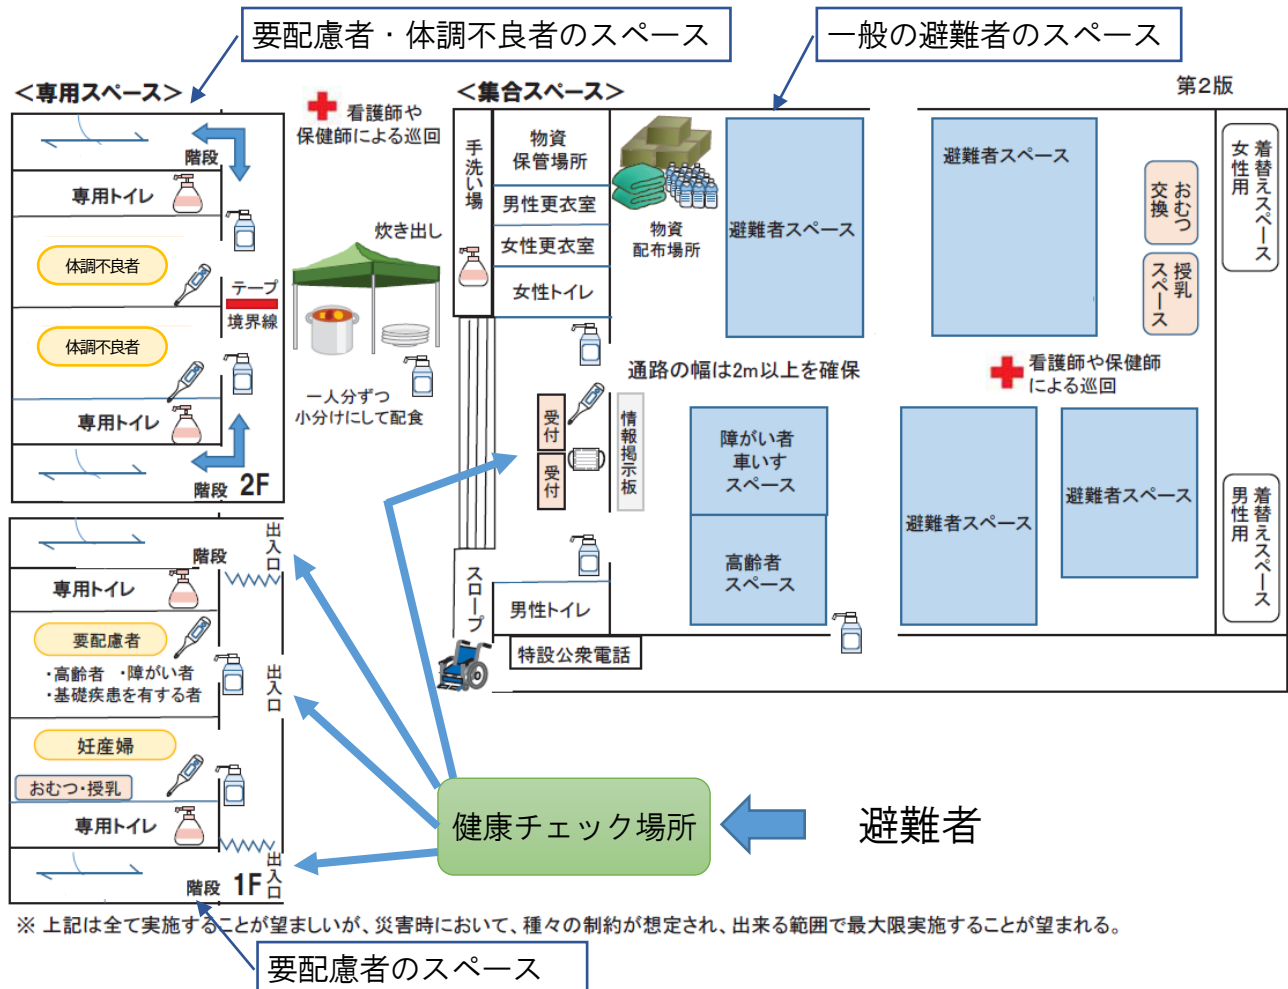 要配慮者・体調不良者のスペース
一般の避難者のスペース
＜専用スペース＞
＜集合スペース＞
第2版
階段
専用トイレ
体調不良者
体調不良者
専用トイレ
階段 2F
テープ
境界線
看護師や
保健師による巡回
炊き出し
一人分ずつ
小分けにして配食
手洗い場
物資
保管場所
男性更衣室
女性更衣室
女性トイレ
物資
配布場所
避難者スペース
避難者スペース
おむつ
交換
授乳
スペース
着替えスペース
女性用
通路の幅は2m以上を確保
看護師や保健師
による巡回
受付
受付
情報掲示板
障がい者
車いす
スペース
高齢者
スペース
避難者スペース
避難者スペース
着替えスペース
男性用
スロープ
男性トイレ
特設公衆電話
出入口
階段
専用トイレ
要配慮者
・高齢者 ・障がい者
・基礎疾患を有する者
出入口
妊産婦
おむつ・授乳
専用トイレ
階段 1F
出入口
健康チェック場所
避難者
※ 上記は全て実施することが望ましいが、災害時において、種々の制約が想定され、出来る範囲で最大限実施することが望まれる。
要配慮者のスペース